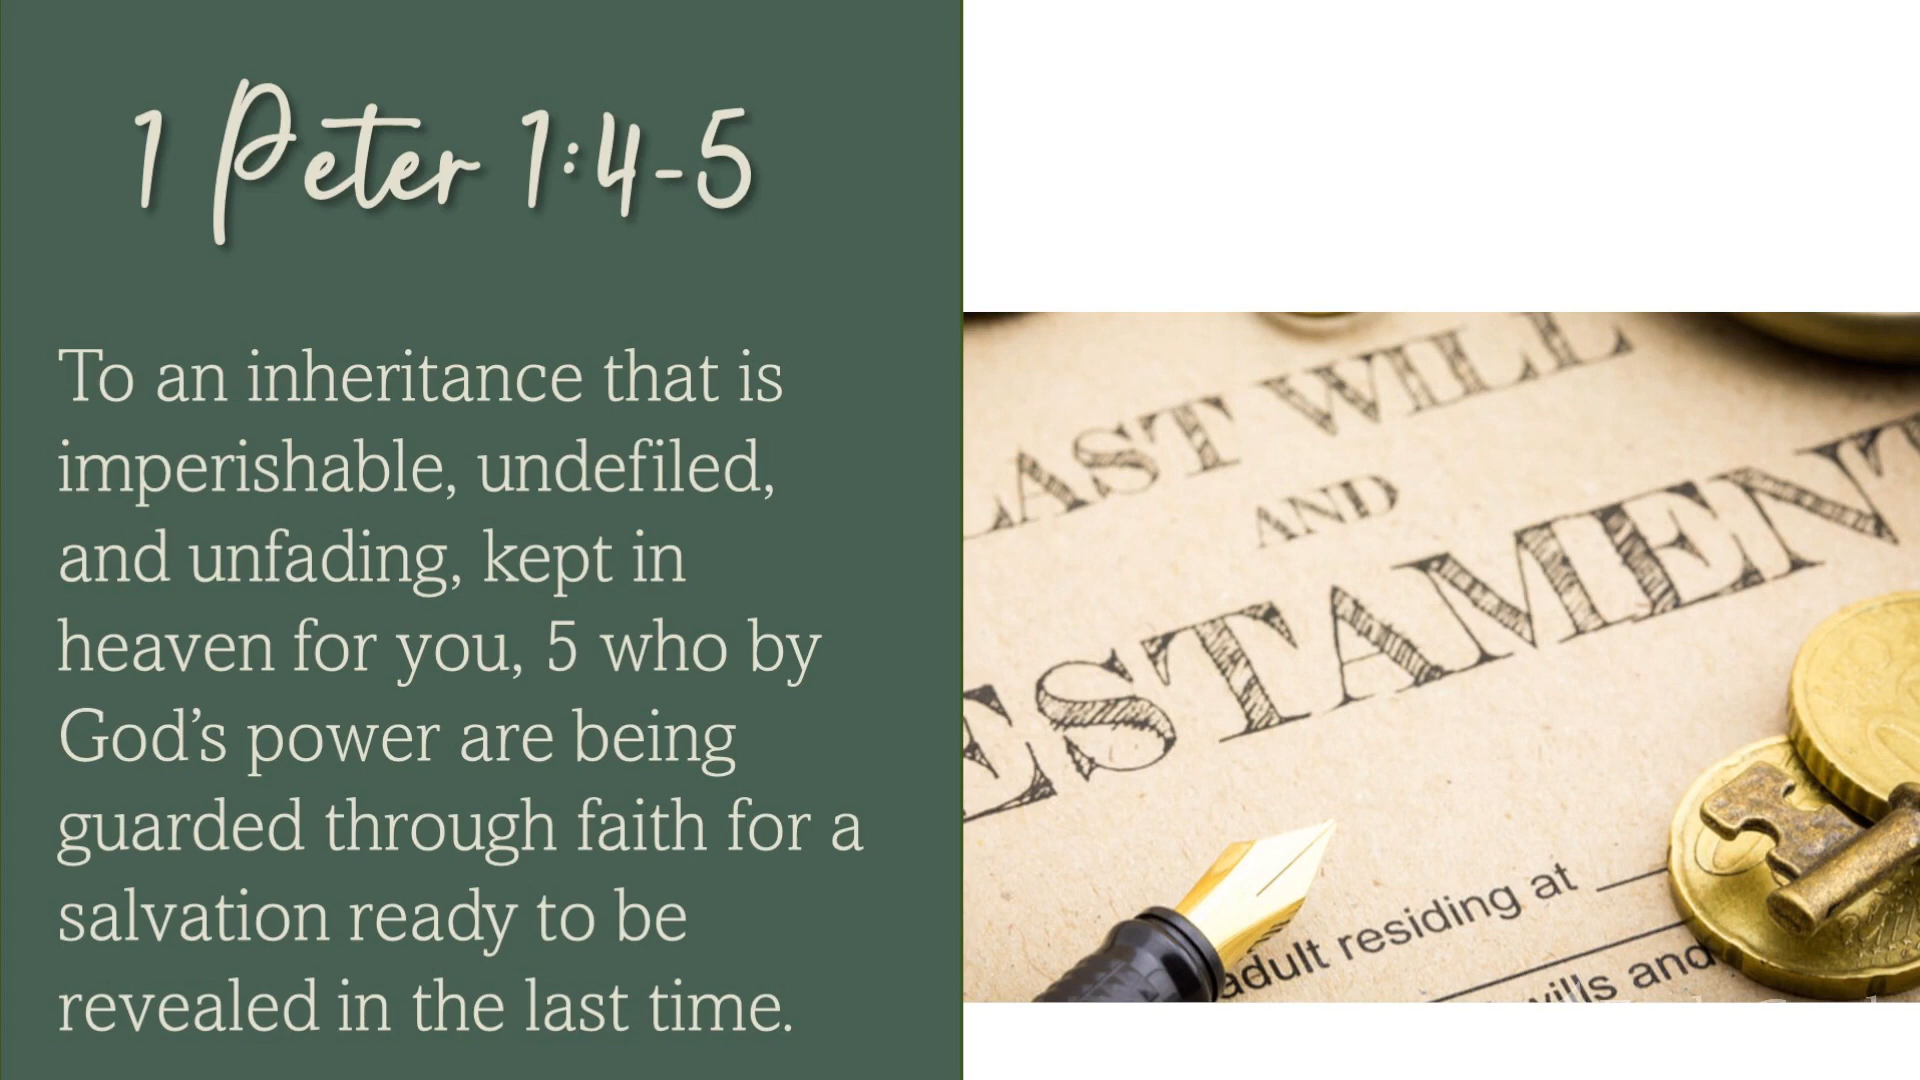 1 Peter 1:4-5
To an inheritance that is
imperishable, undefiled,
and unfading, kept in
heaven for you, 5 who by
God’s power are being
guarded through faith for a
salvation ready to be
revealed in the last time.
LAST WILL
AND
ESTAMENT
adult residing at
wills and